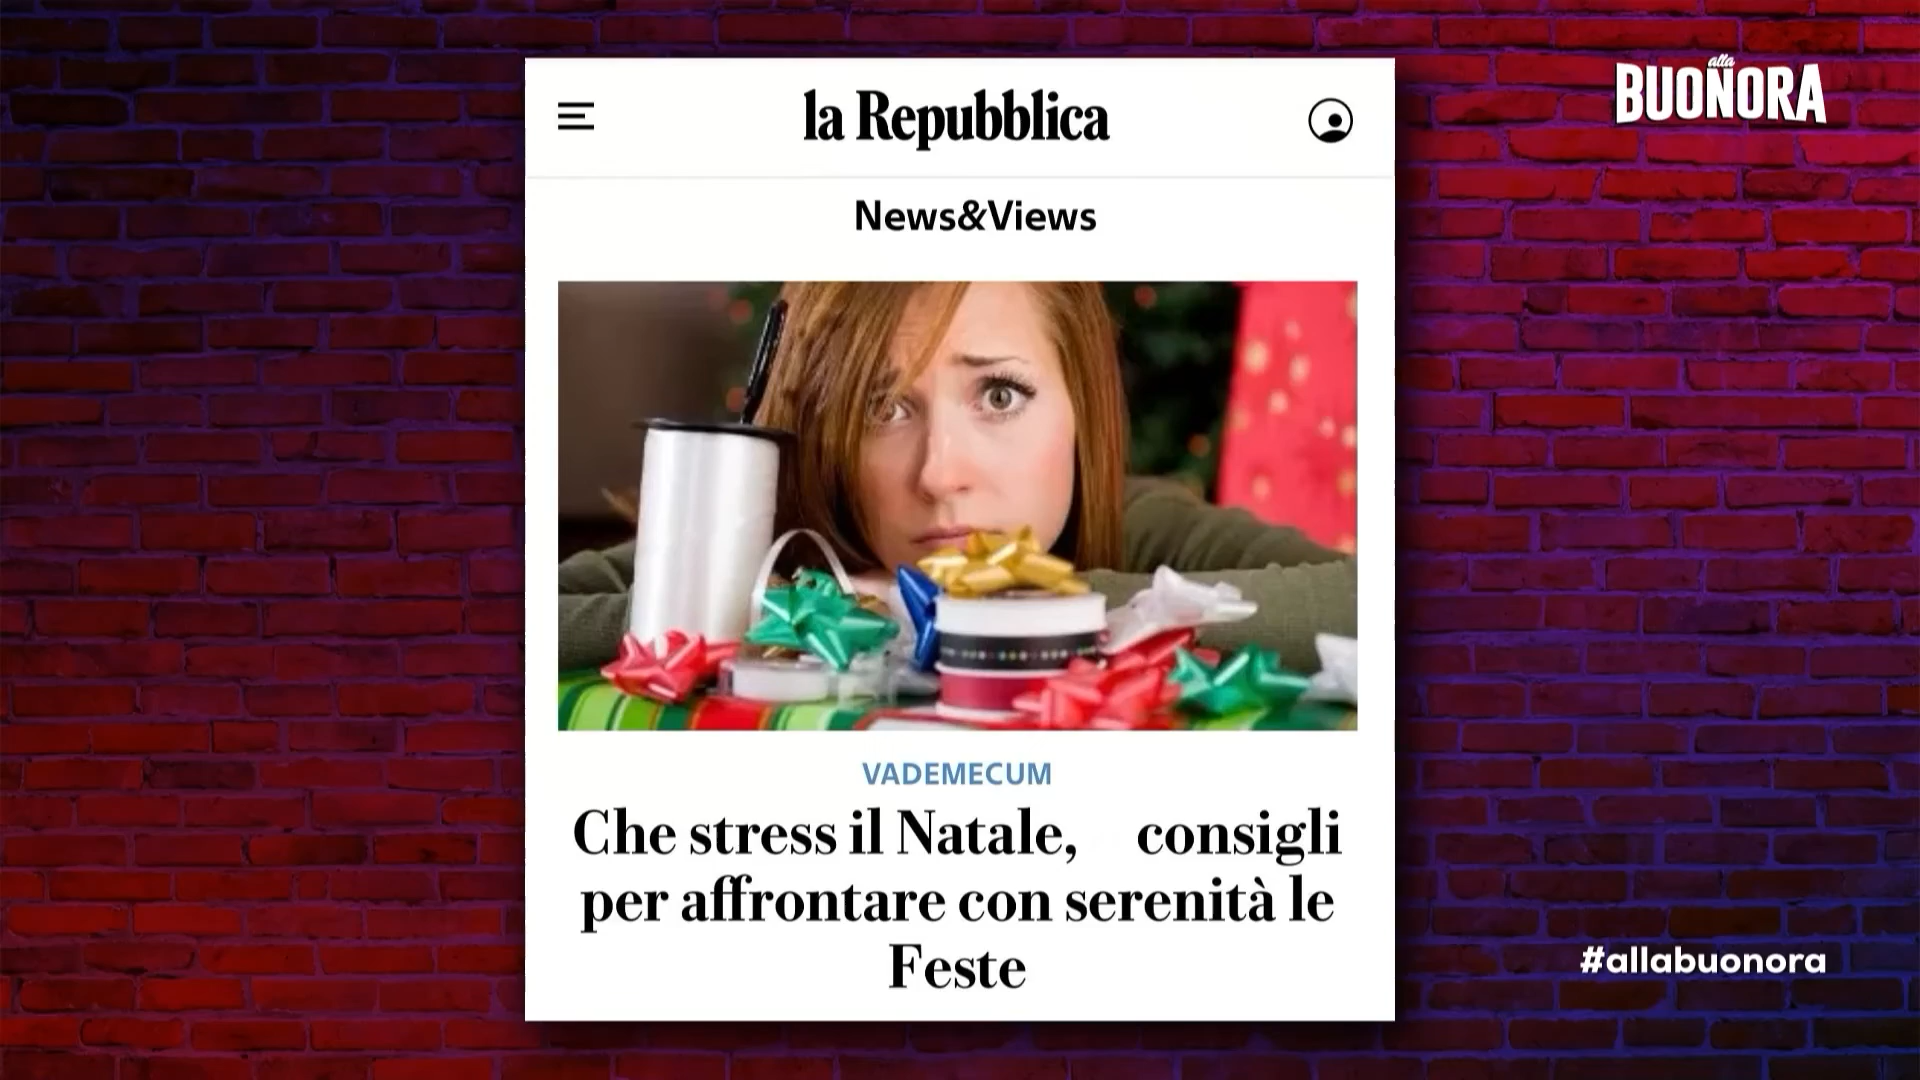 alla
BUONORA
la Repubblica
News&Views
VADEMECUM
Che stress il Natale, consigli
per affrontare con serenità le
Feste
#allabuonora